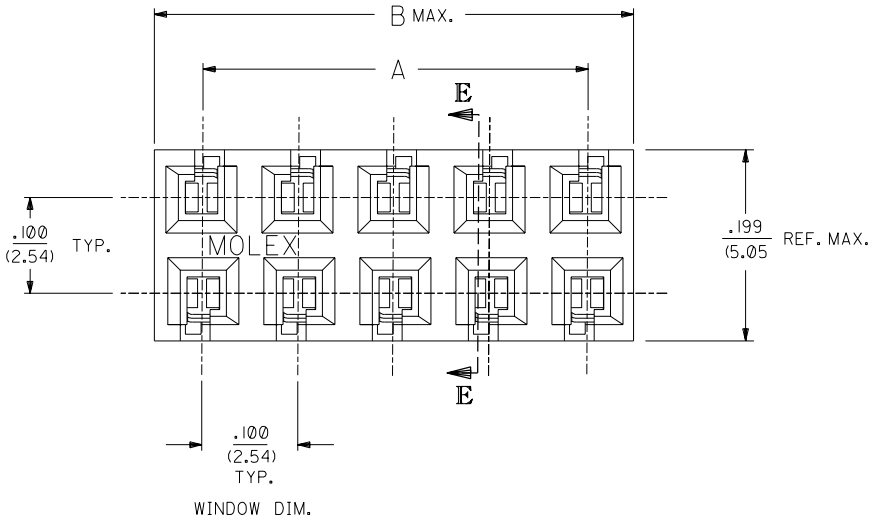 B MAX.
A
E
.100
(2.54)
TYP.
MOLEX
.199
(5.05
REF. MAX.
E
.100
(2.54)
TYP.
WINDOW DIM.